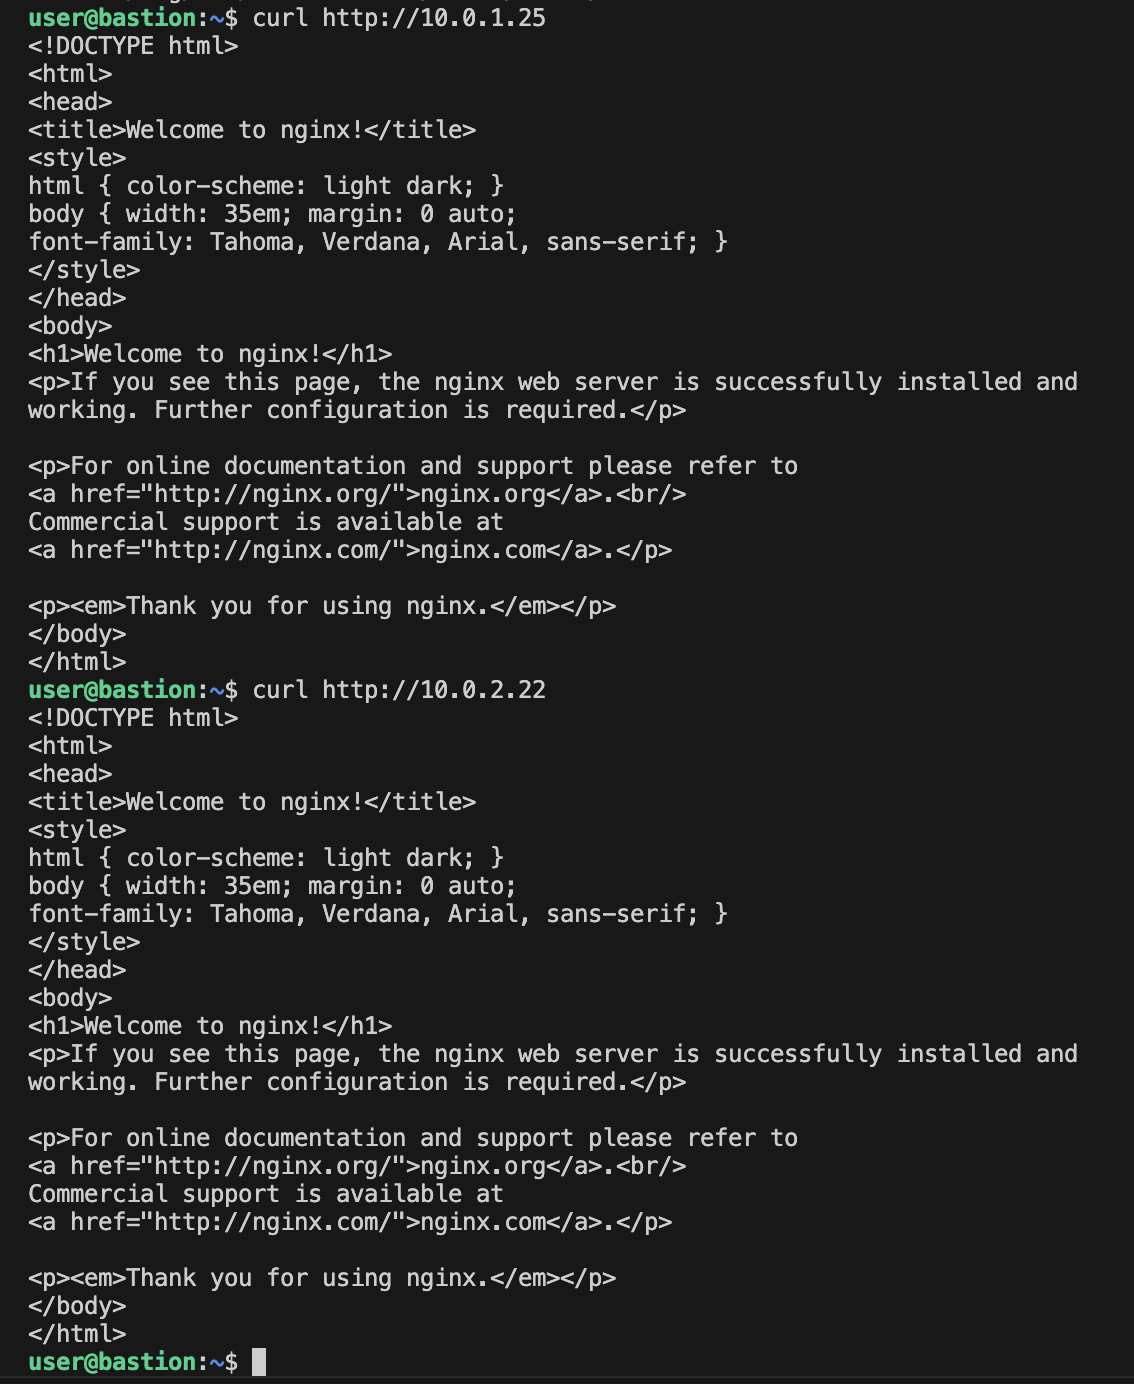 user@bastion:~$ curl http://10.0.1.25
<!DOCTYPE html>
<html>
<head>
<title>Welcome to nginx!</title>
<style>
html { color-scheme: light dark; }
body { width: 35em; margin: 0 auto;
font-family: Tahoma, Verdana, Arial, sans-serif; }
</style>
</head>
<body>
<h1>Welcome to nginx!</h1>
<p>If you see this page, the nginx web server is successfully installed and
working. Further configuration is required.</p>

<p>For online documentation and support please refer to
<a href="http://nginx.org/">nginx.org</a>.<br/>
Commercial support is available at
<a href="http://nginx.com/">nginx.com</a>.</p>

<p><em>Thank you for using nginx.</em></p>
</body>
</html>
user@bastion:~$ curl http://10.0.2.22
<!DOCTYPE html>
<html>
<head>
<title>Welcome to nginx!</title>
<style>
html { color-scheme: light dark; }
body { width: 35em; margin: 0 auto;
font-family: Tahoma, Verdana, Arial, sans-serif; }
</style>
</head>
<body>
<h1>Welcome to nginx!</h1>
<p>If you see this page, the nginx web server is successfully installed and
working. Further configuration is required.</p>

<p>For online documentation and support please refer to
<a href="http://nginx.org/">nginx.org</a>.<br/>
Commercial support is available at
<a href="http://nginx.com/">nginx.com</a>.</p>

<p><em>Thank you for using nginx.</em></p>
</body>
</html>
user@bastion:~$